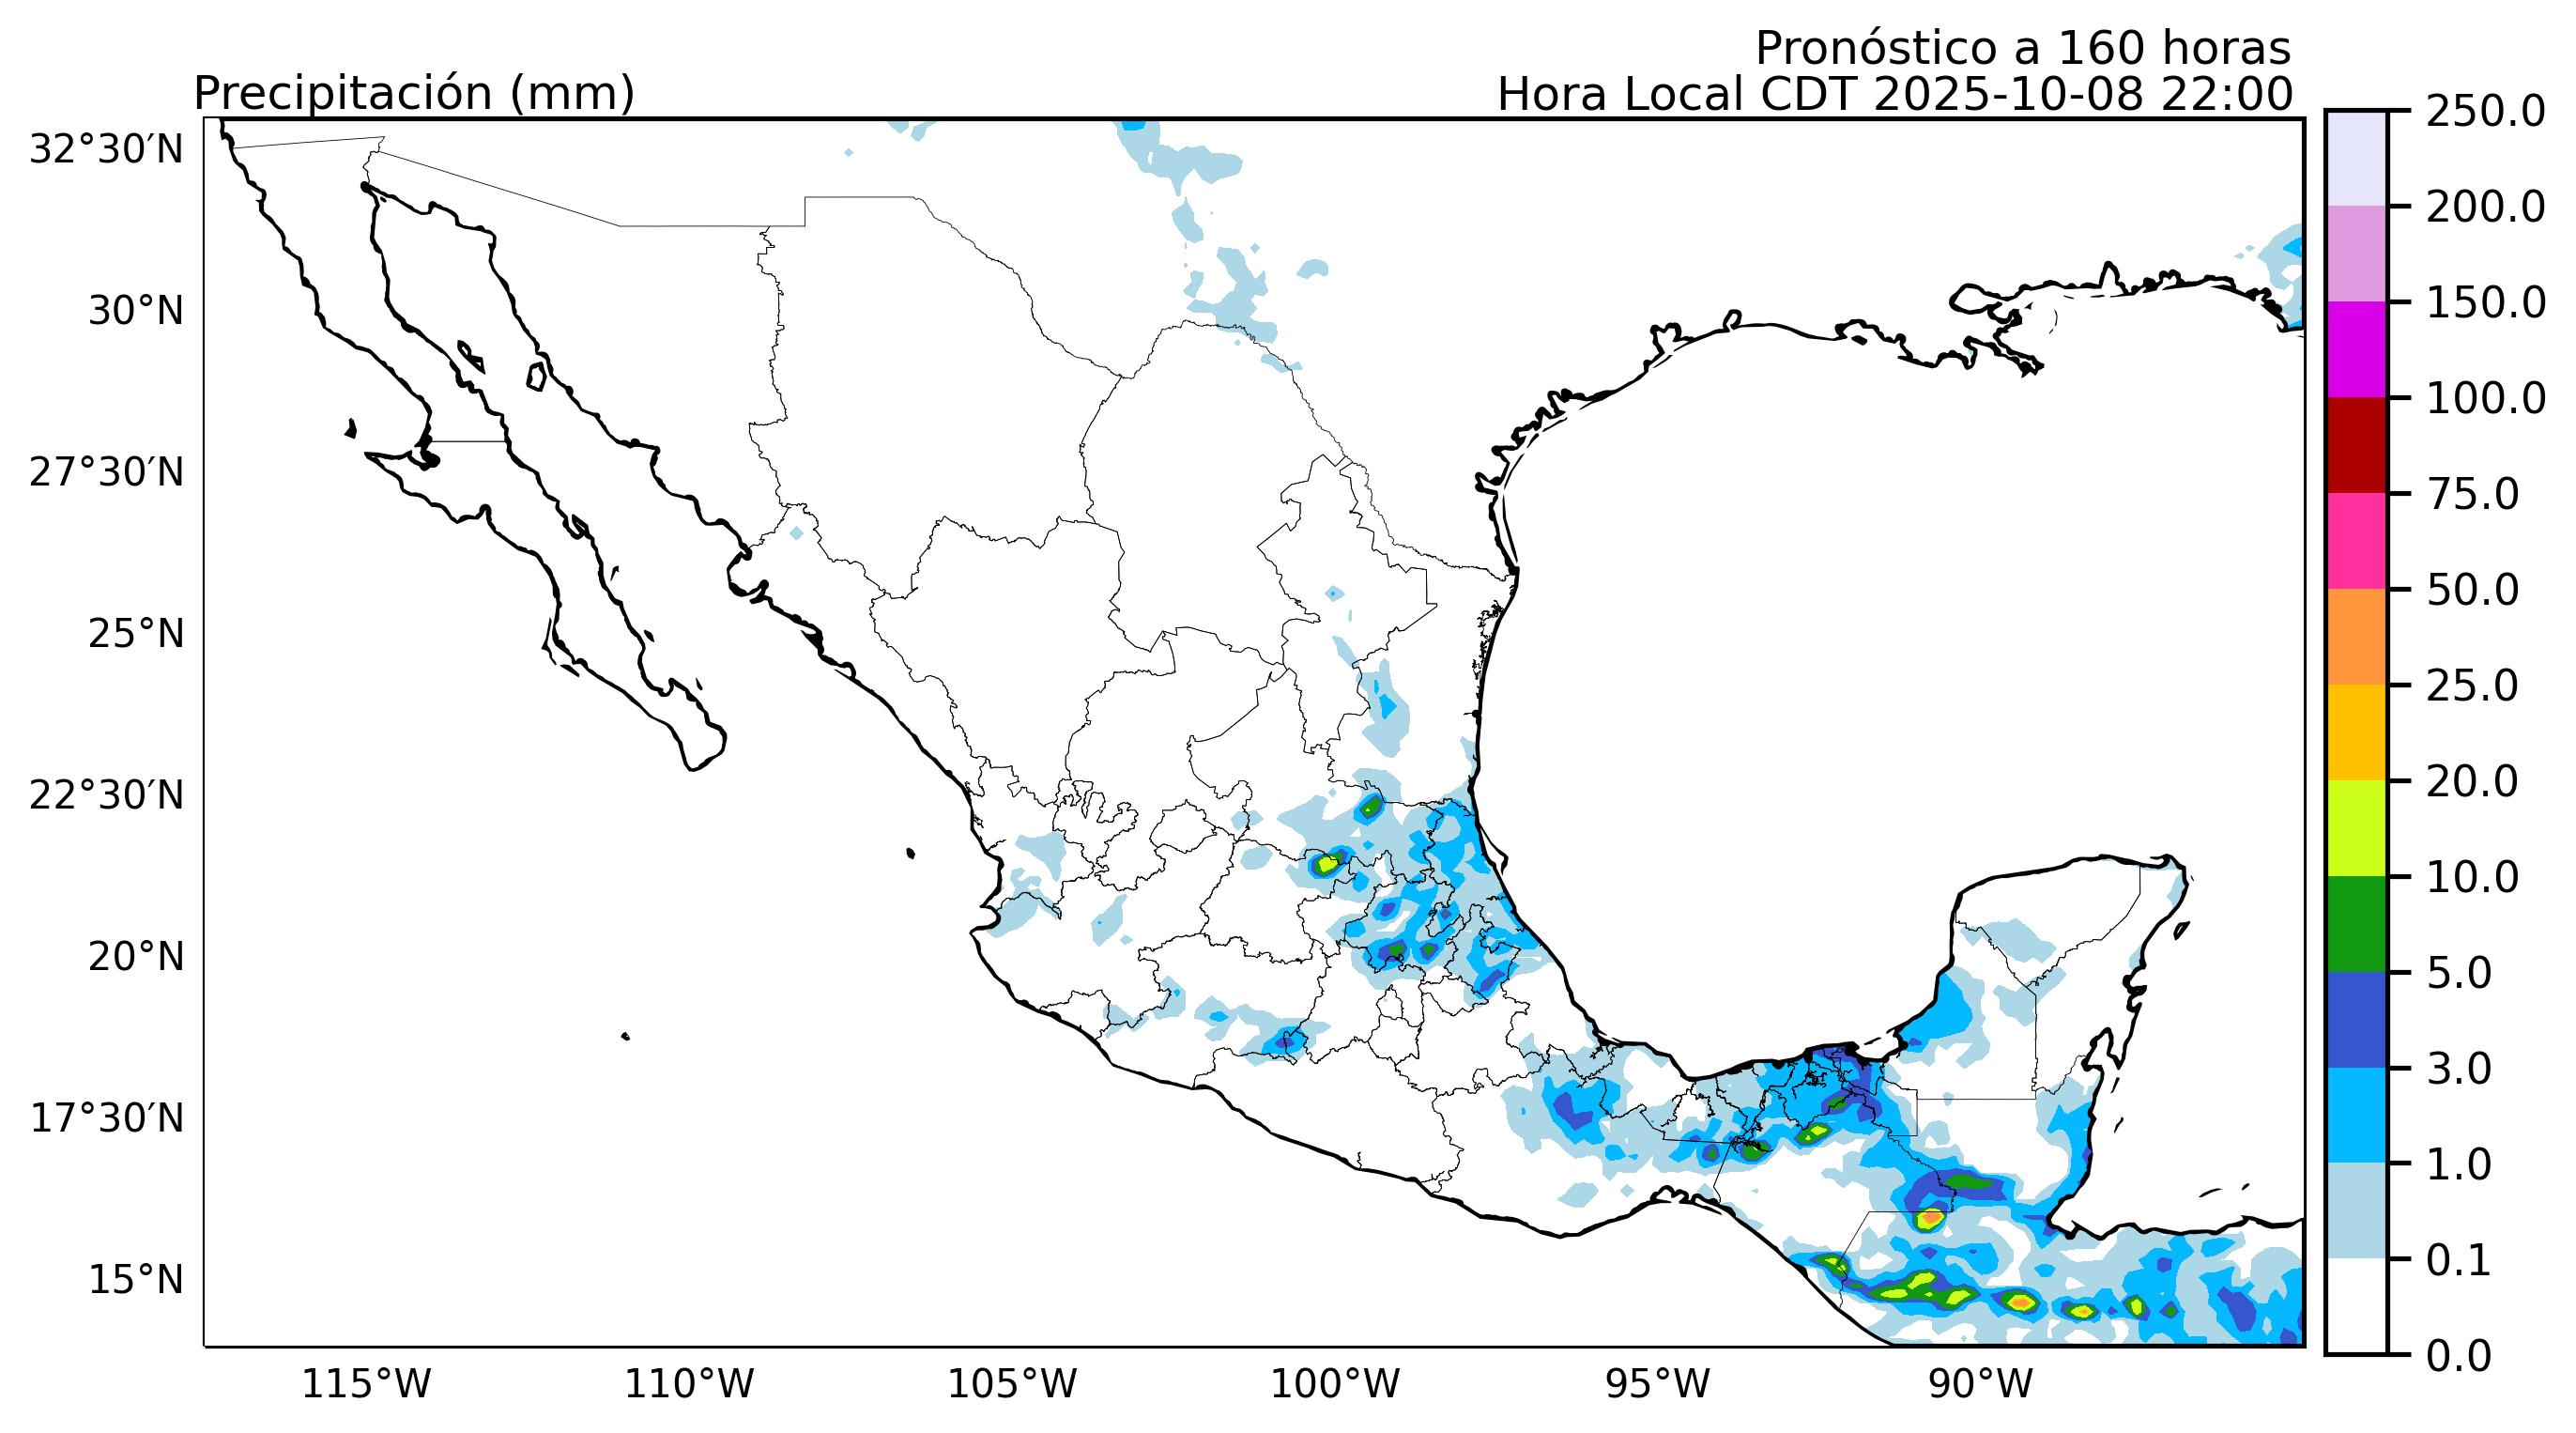 Pronóstico a 160 horas
Precipitación (mm)
Hora Local CDT 2025-10-08 22:00
32°30′N
30°N
27°30′N
25°N
22°30′N
20°N
17°30′N
15°N
115°W
110°W
105°W
100°W
95°W
90°W
250.0
200.0
150.0
100.0
75.0
50.0
25.0
20.0
10.0
5.0
3.0
1.0
0.1
0.0